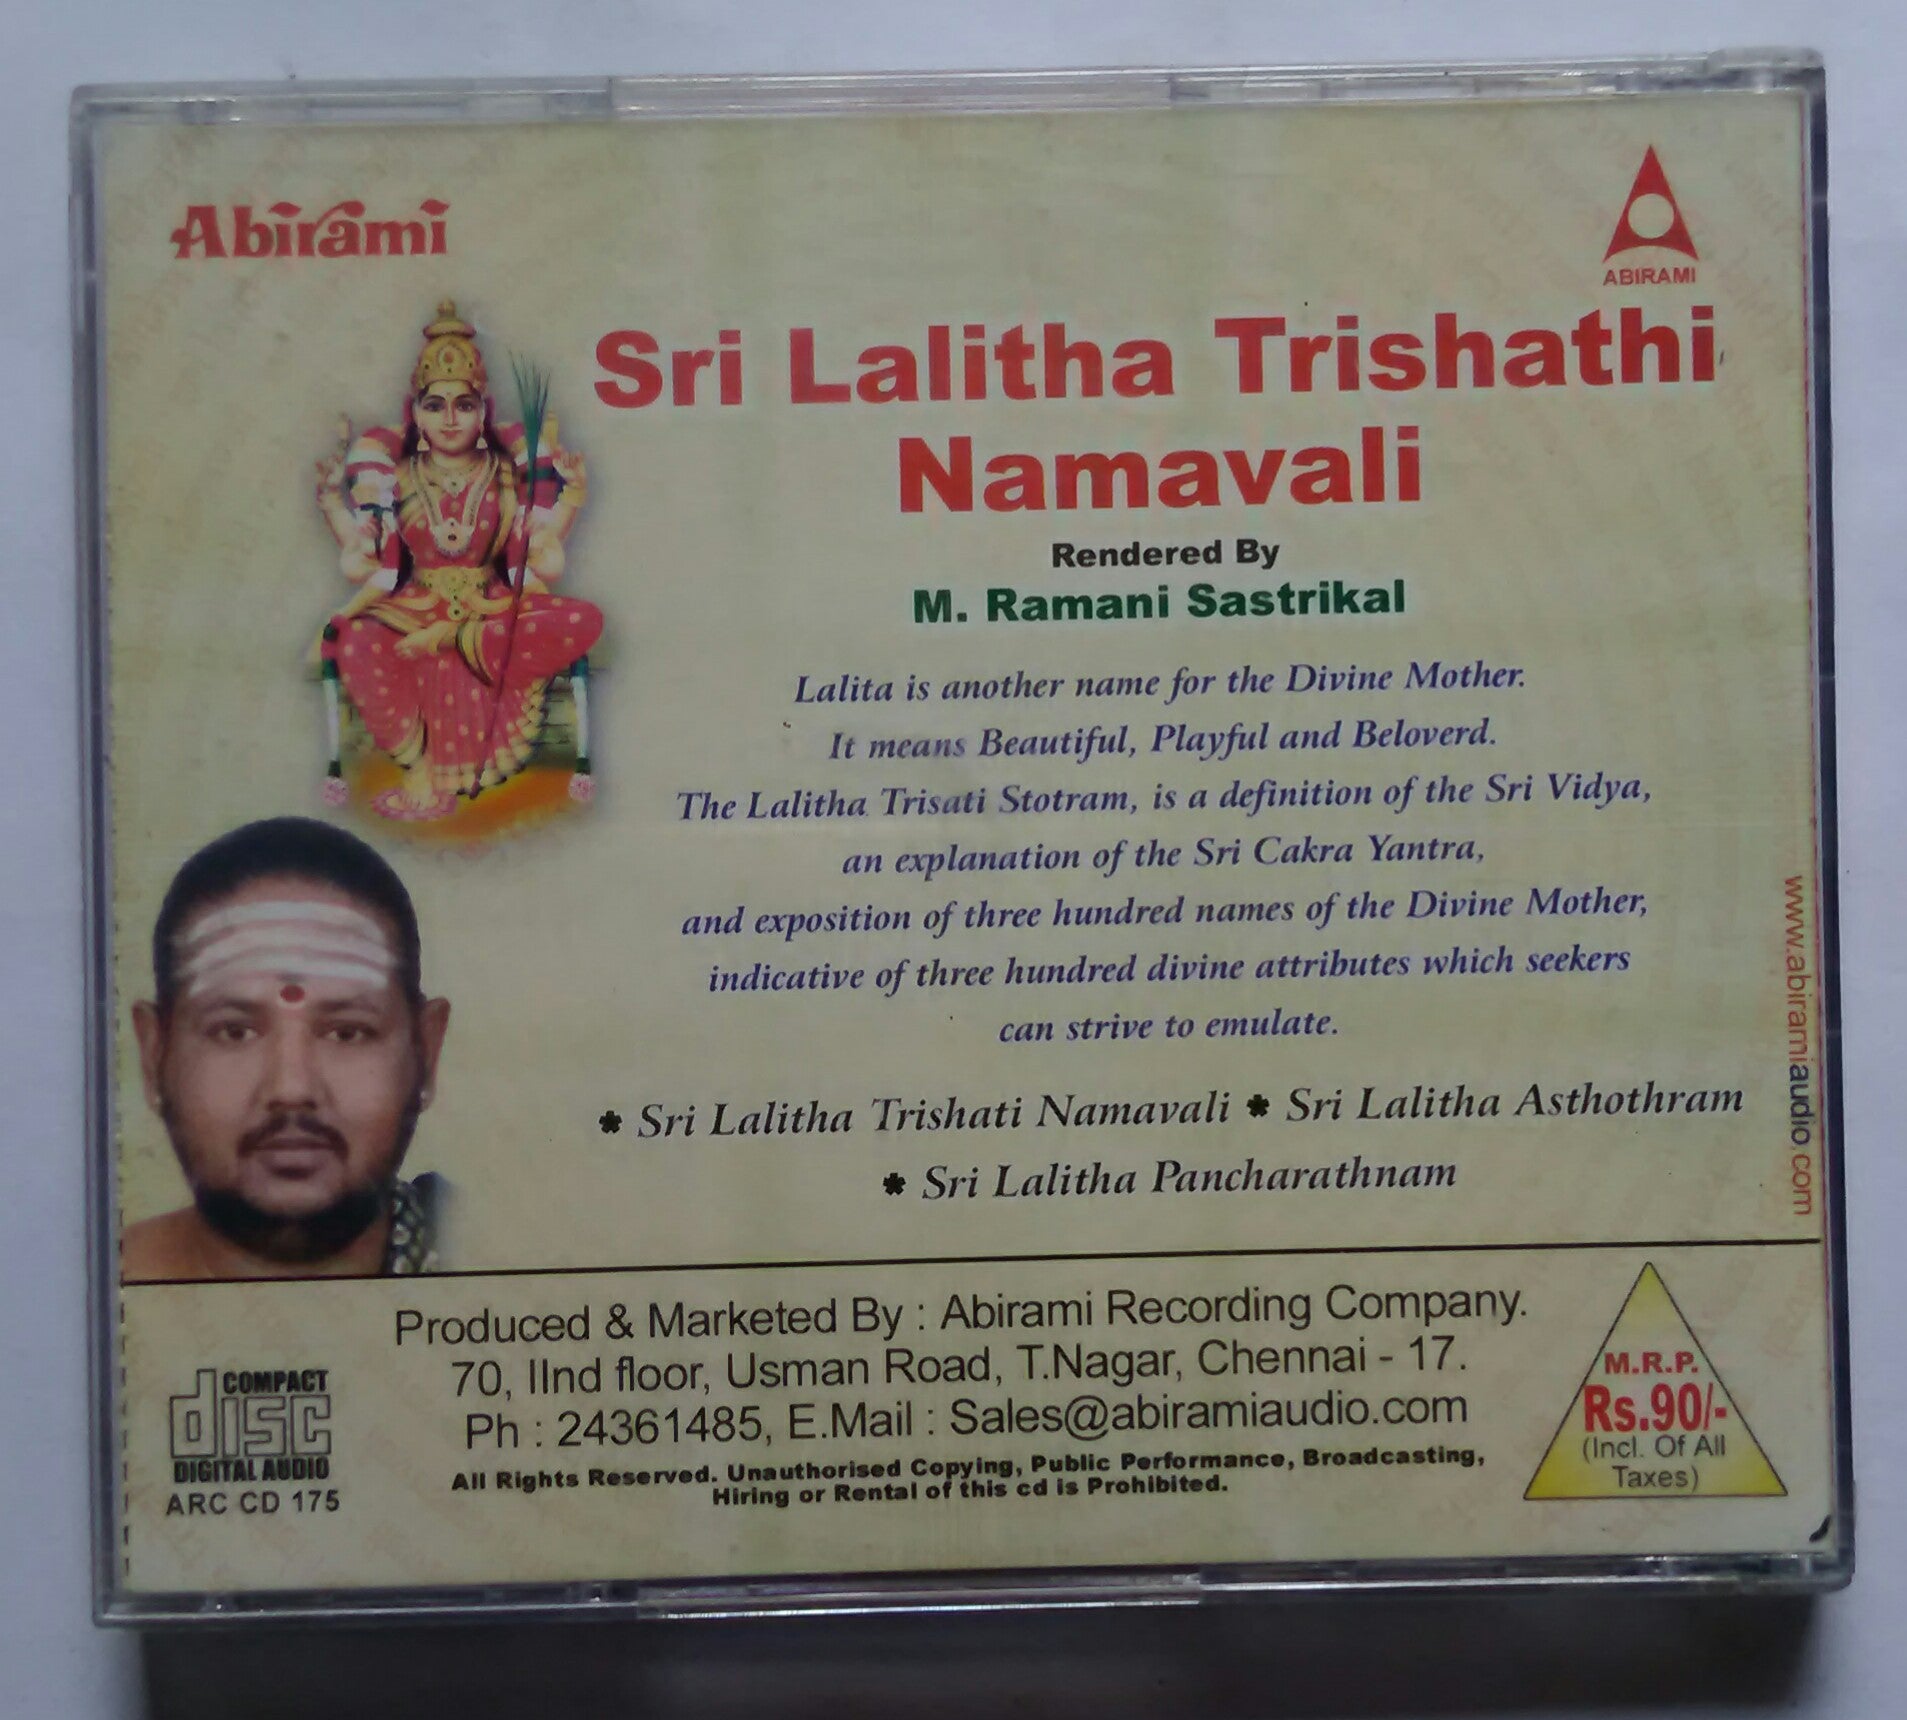 Abirami
ABIRAMI
Sri Lalitha Trishathi
Namavali
Rendered By
M. Ramani Sastrikal
Lalita is another name for the Divine Mother.
It means Beautiful, Playful and Beloverd.
The Lalitha Trisati Stotram, is a definition of the Sri Vidya,
an explanation of the Sri Cakra Yantra,
and exposition of three hundred names of the Divine Mother,
indicative of three hundred divine attributes which seekers
can strive to emulate.
* Sri Lalitha Trishati Namavali * Sri Lalitha Asthothram
* Sri Lalitha Pancharathnam
www.abiramiaudio.com
Produced & Marketed By : Abirami Recording Company.
70, IInd floor, Usman Road, T.Nagar, Chennai - 17.
Ph : 24361485, E.Mail : Sales@abiramiaudio.com
All Rights Reserved. Unauthorised Copying, Public Performance, Broadcasting,
Hiring or Rental of this cd is Prohibited.
COMPACT
disc
DIGITAL AUDIO
ARC CD 175
M.R.P.
Rs.90/-
(Incl. Of All
Taxes)